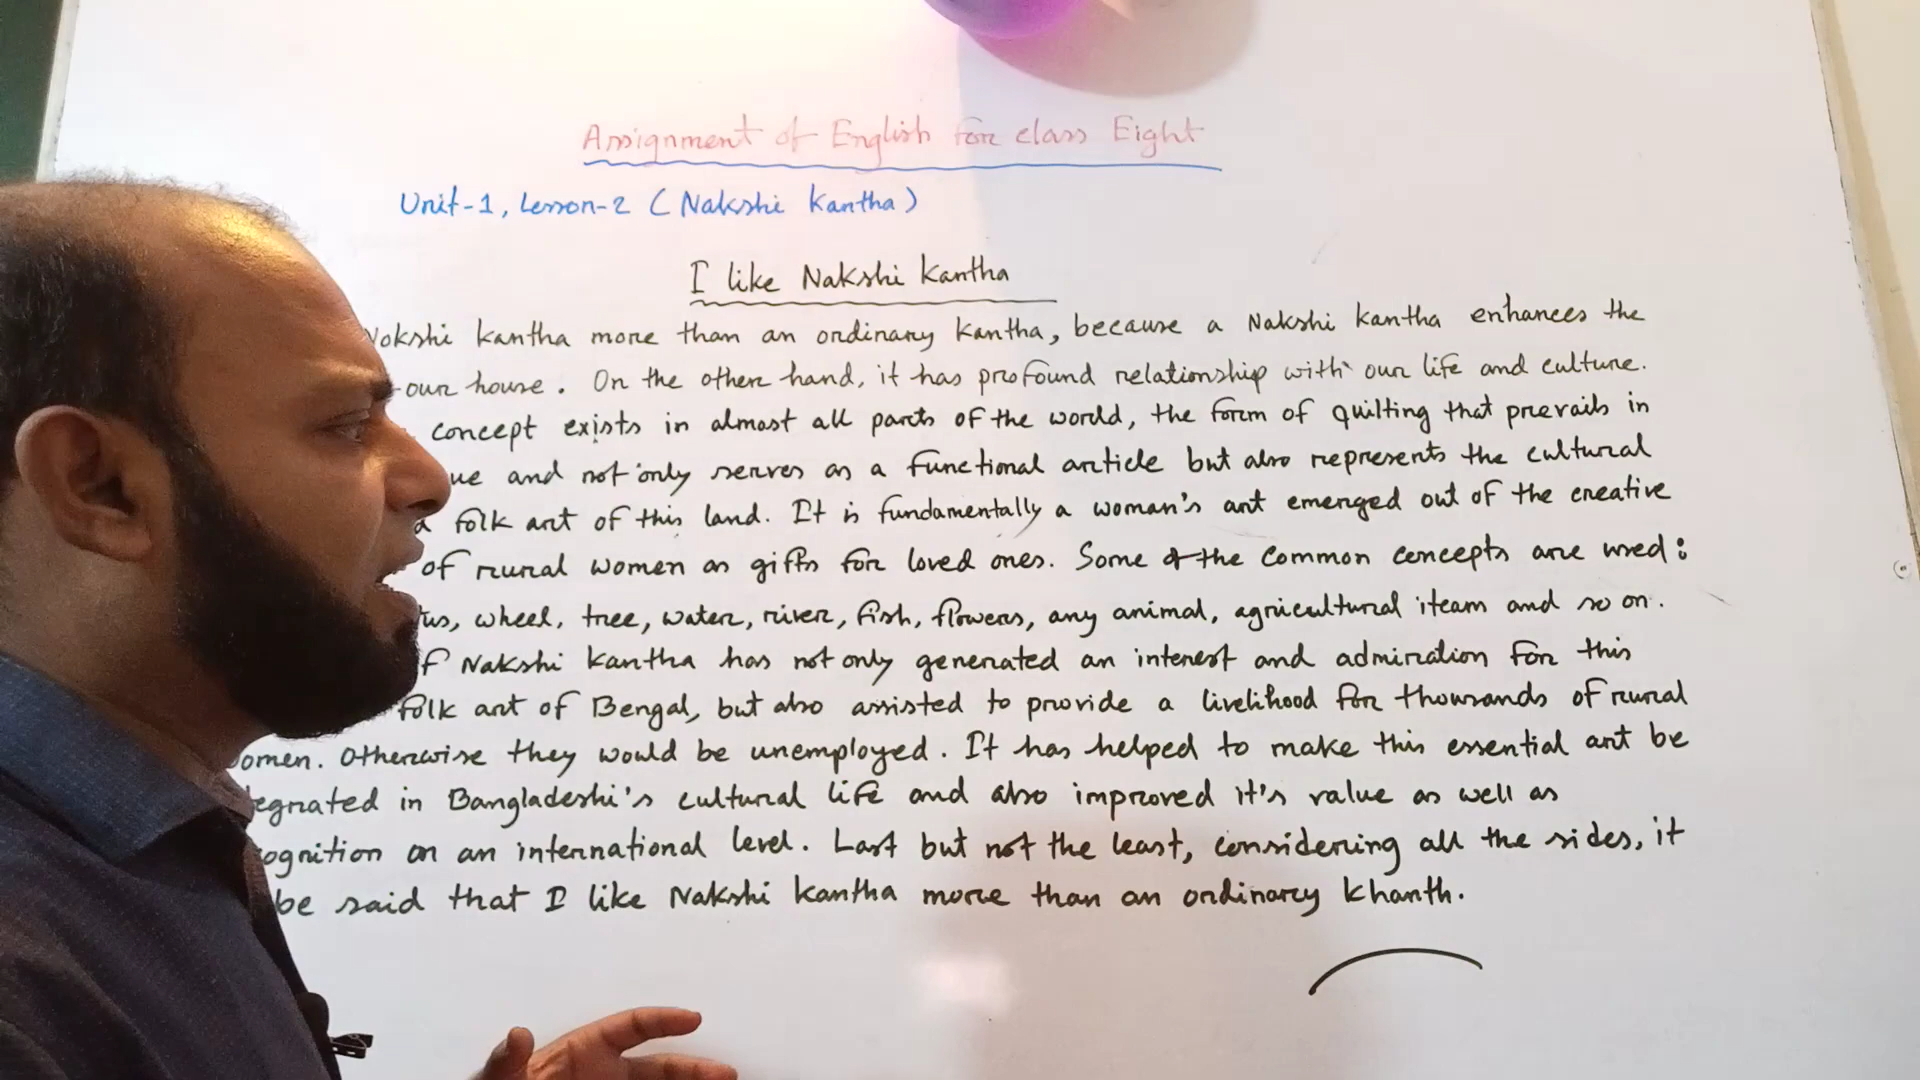 Assignment of English for class Eight
Unit-1, Lesson-2 (Nakshi Kantha)
I like Nakshi Kantha
Nokshi kantha more than an ordinary Kantha, because a Nakshi kantha enhances the
our house. On the other hand, it has profound relationship with our life and culture.
concept exists in almost all parts of the world, the form of quilting that prevails in
ue and not only serves as a functional article but also represents the cultural
a folk art of this land. It is fundamentally a woman's art emerged out of the creative
of rural women as gifts for loved ones. Some of the common concepts are used:
tus, wheel, tree, water, river, fish, flowers, any animal, agricultural iteam and so on.
f Nakshi Kantha has not only generated an interest and admiration for this
folk art of Bengal, but also assisted to provide a livelihood for thousands of rural
omen. Otherwise they would be unemployed. It has helped to make this essential art be
tegrated in Bangladeshi's cultural life and also improved it's value as well as
cognition on an international level. Last but not the least, considering all the sides, it
be said that I like Nakshi Kantha more than an ordinary Khanth.